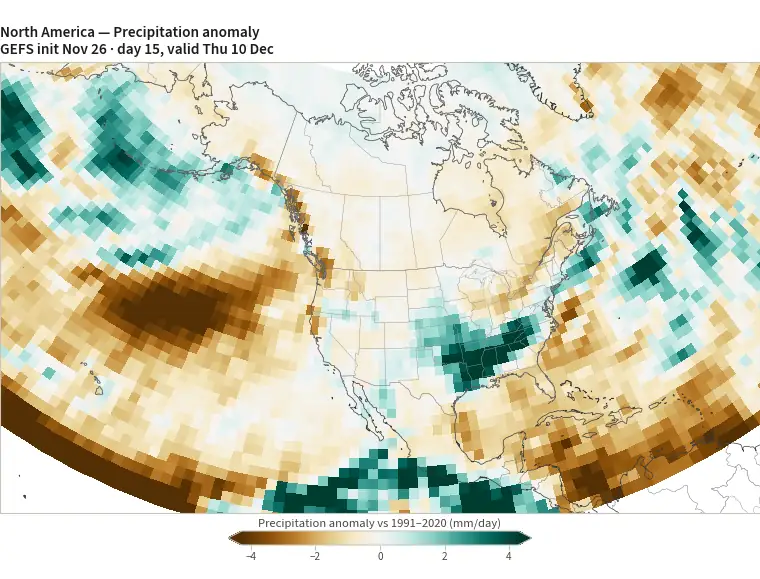 North America — Precipitation anomaly
GEFS init Nov 26 · day 15, valid Thu 10 Dec
Precipitation anomaly vs 1991–2020 (mm/day)
−4 −2 0 2 4